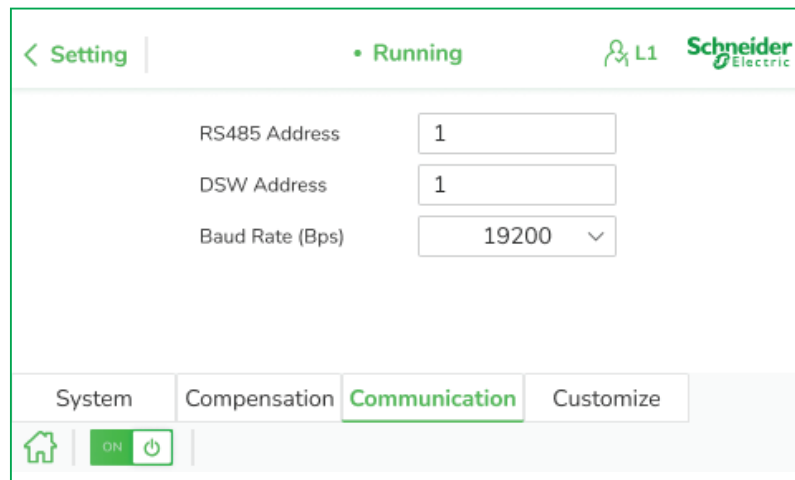 Setting
• Running
L1
Schneider
Electric
RS485 Address
1
DSW Address
1
Baud Rate (Bps)
19200
System
Compensation
Communication
Customize
ON